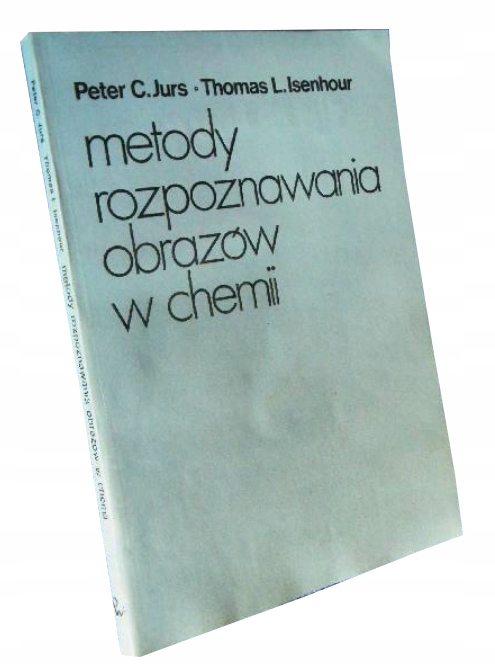 Peter C. Jurs · Thomas L. Isenhour
metody
rozpoznawania
obrazów
w chemii
Peter C. Jurs Thomas L. Isenhour metody rozpoznawania obrazów w chemii